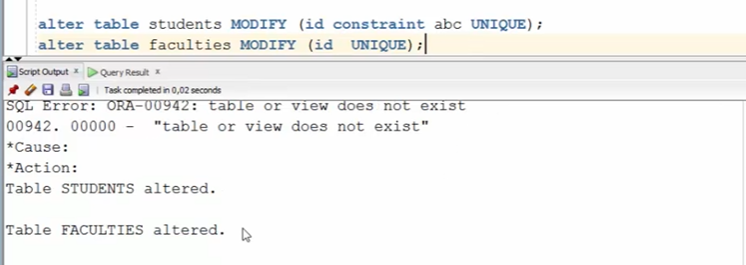 alter table students MODIFY (id constraint abc UNIQUE);
alter table faculties MODIFY (id  UNIQUE);
Script Output x Query Result x
Task completed in 0,02 seconds
SQL Error: ORA-00942: table or view does not exist
00942. 00000 -  "table or view does not exist"
*Cause:
*Action:
Table STUDENTS altered.
Table FACULTIES altered.